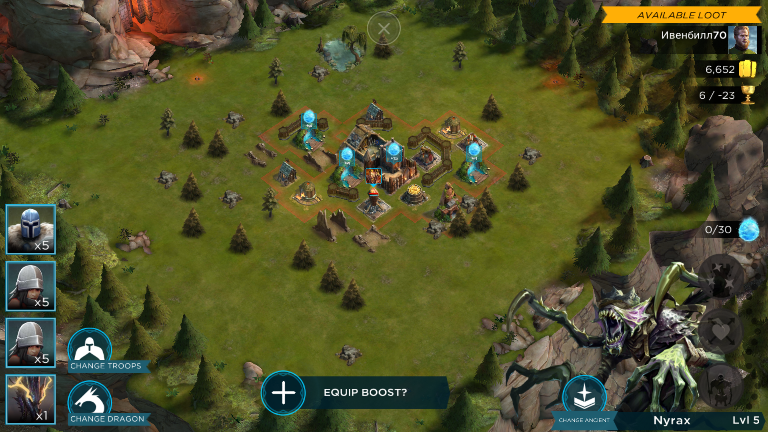 AVAILABLE LOOT
Ивенбилл70
6,652
6 / -23
0/30
x5
x5
x5
x1
CHANGE TROOPS
CHANGE DRAGON
EQUIP BOOST?
CHANGE ANCIENT
Nyrax Lvl 5